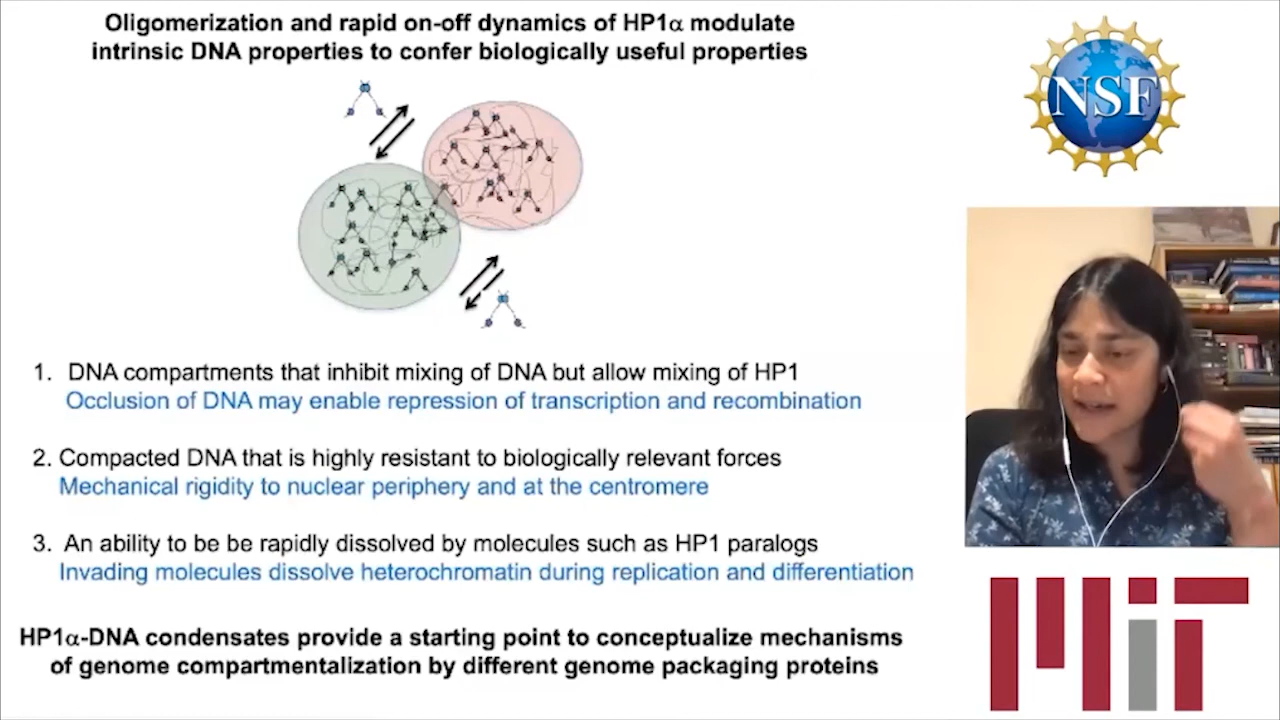 Oligomerization and rapid on-off dynamics of HP1α modulate
intrinsic DNA properties to confer biologically useful properties
NSF
1. DNA compartments that inhibit mixing of DNA but allow mixing of HP1
Occlusion of DNA may enable repression of transcription and recombination
2. Compacted DNA that is highly resistant to biologically relevant forces
Mechanical rigidity to nuclear periphery and at the centromere
3. An ability to be be rapidly dissolved by molecules such as HP1 paralogs
Invading molecules dissolve heterochromatin during replication and differentiation
HP1α-DNA condensates provide a starting point to conceptualize mechanisms
of genome compartmentalization by different genome packaging proteins
MIT